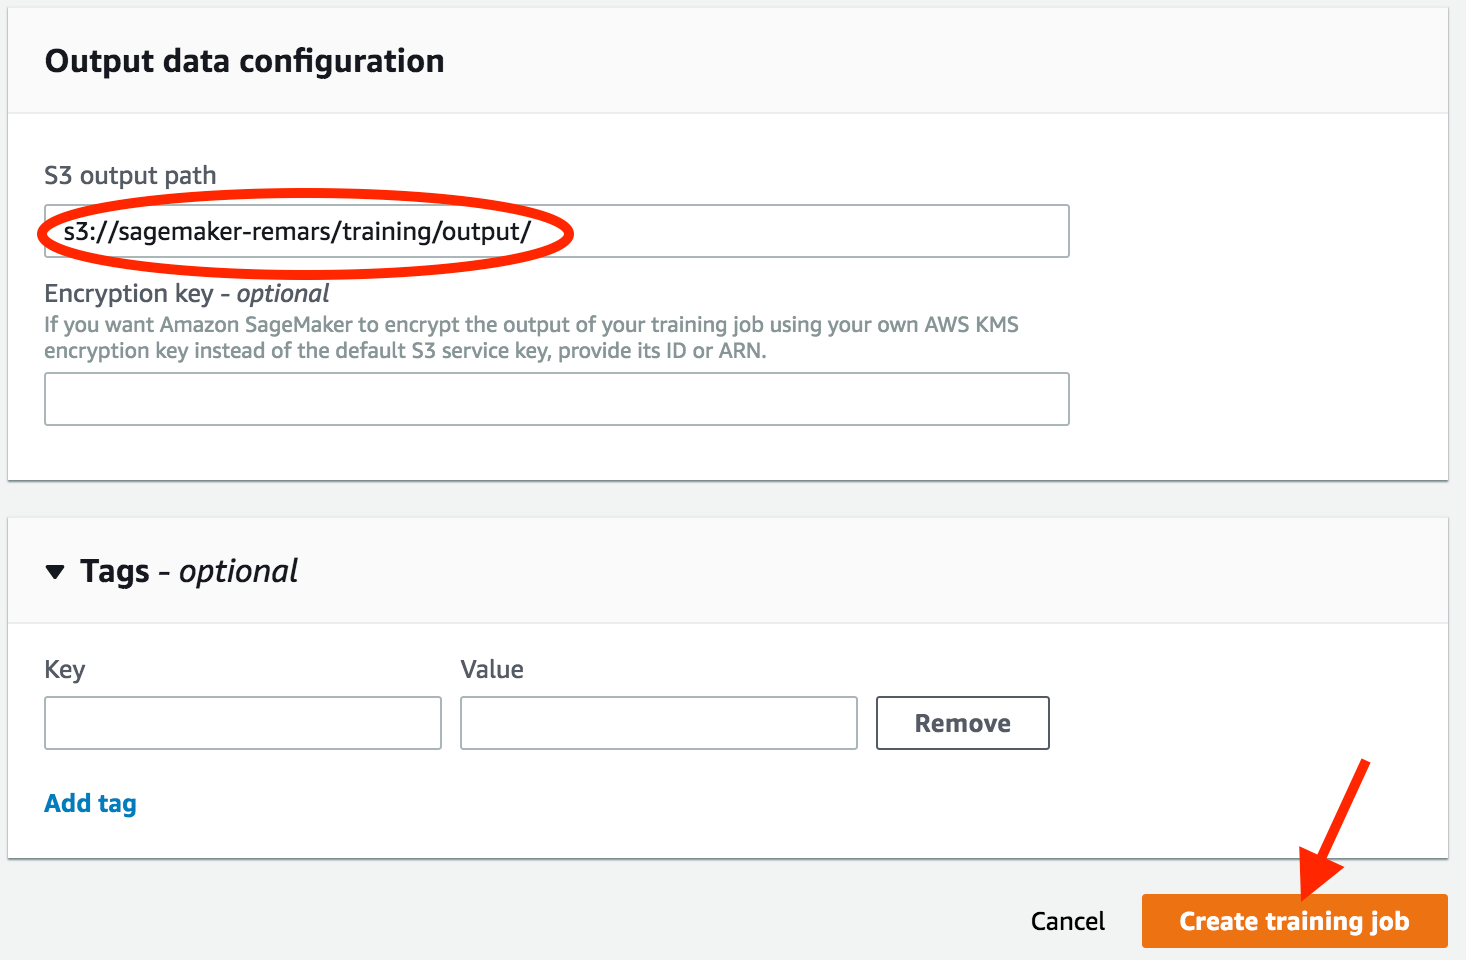 Output data configuration
S3 output path
s3://sagemaker-remars/training/output/
Encryption key - optional
If you want Amazon SageMaker to encrypt the output of your training job using your own AWS KMS
encryption key instead of the default S3 service key, provide its ID or ARN.
Tags - optional
Key Value
Remove
Add tag
Cancel Create training job